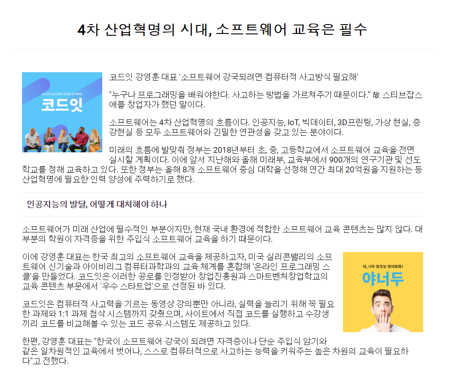 4차 산업혁명의 시대, 소프트웨어 교육은 필수
코드잇
코드잇 강영훈 대표 '소프트웨어 강국되려면 컴퓨터적 사고방식 필요해'
"누구나 프로그래밍을 배워야한다. 사고하는 방법을 가르쳐주기 때문이다." 故 스티브잡스
애플 창업자가 했던 말이다.
소프트웨어는 4차 산업혁명의 흐름이다. 인공지능, IoT, 빅데이터, 3D프린팅, 가상 현실, 증
강현실 등 모두 소프트웨어와 긴밀한 연관성을 갖고 있는 분야이다.
미래의 흐름에 발맞춰 정부는 2018년부터 초, 중, 고등학교에서 소프트웨어 교육을 전면
실시할 계획이다. 이에 앞서 지난해와 올해 미래부, 교육부에서 900개의 연구기관 및 선도
학교를 정해 교육하고 있다. 또한 정부는 올해 8개 소프트웨어 중심 대학을 선정해 연간 최대 20억원을 지원하는 등
산업혁명에 필요한 인력 양성에 주력하기로 했다.
인공지능의 발달, 어떻게 대처해야 하나
소프트웨어가 미래 산업에 필수적인 부분이지만, 현재 국내 환경에 적합한 소프트웨어 교육 콘텐츠는 많지 않다. 대
부분의 학원이 자격증을 위한 주입식 소프트웨어 교육을 하기 때문이다.
이에 강영훈 대표는 한국 최고의 소프트웨어 교육을 제공하고자, 미국 실리콘밸리의 소프
트웨어 신기술과 아이비리그 컴퓨터과학과의 교육 체계를 혼합해 '온라인 프로그래밍 스
쿨'을 만들었다. 코드잇은 이러한 공로를 인정받아 창업진흥원과 스마트벤처창업학교의
교육 콘텐츠 부문에서 '우수 스타트업'으로 선정된 바 있다.
야너두
코드잇은 컴퓨터적 사고력을 기르는 동영상 강의뿐만 아니라, 실력을 늘리기 위해 꼭 필요
한 과제와 1:1 과제 첨삭 시스템까지 갖췄으며, 사이트에서 직접 코드를 실행하고 수강생
끼리 코드를 비교해볼 수 있는 코드 공유 시스템도 제공하고 있다.
한편, 강영훈 대표는 "한국이 소프트웨어 강국이 되려면 자격증이나 단순 주입식 암기와
같은 일차원적인 교육에서 벗어나, 스스로 컴퓨터적으로 사고하는 능력을 키워주는 높은 차원의 교육이 필요하
다"고 전했다.